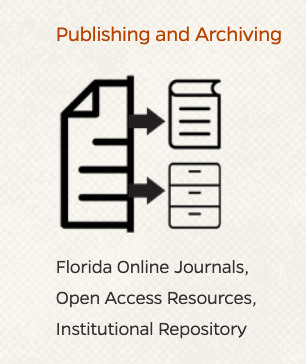 Publishing and Archiving
Florida Online Journals,
Open Access Resources,
Institutional Repository